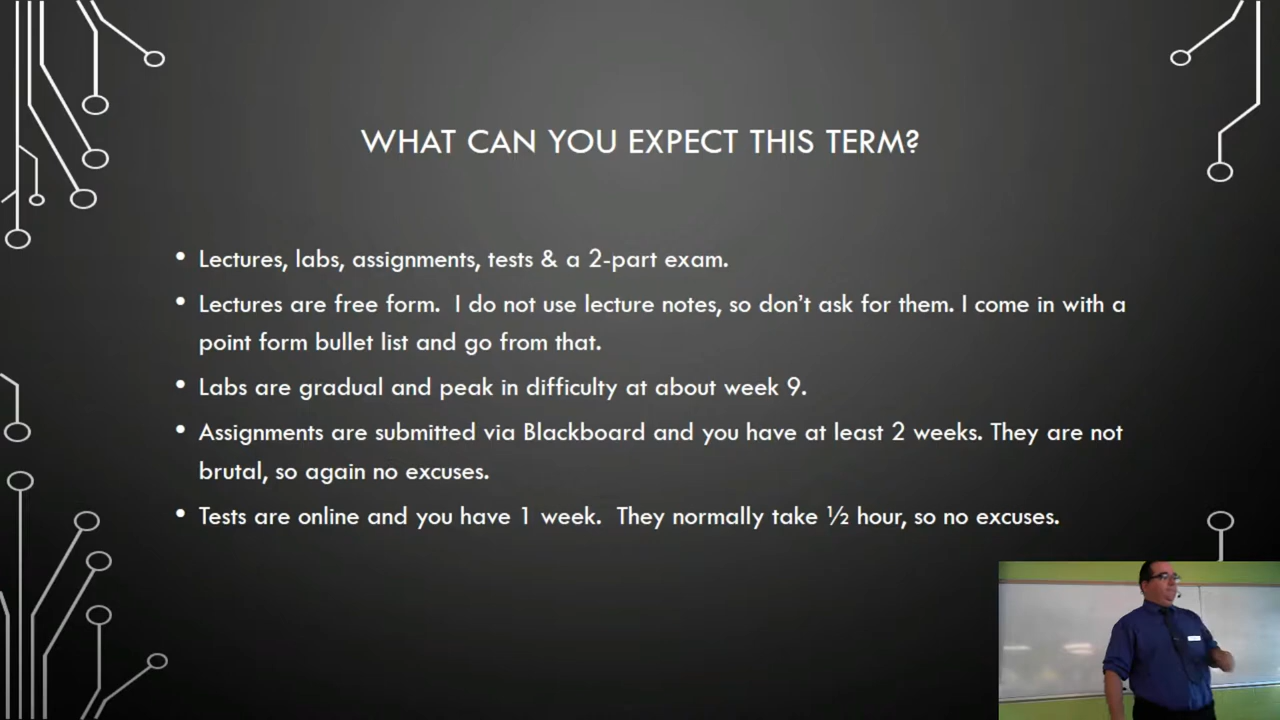 WHAT CAN YOU EXPECT THIS TERM?
• Lectures, labs, assignments, tests & a 2-part exam.
• Lectures are free form.  I do not use lecture notes, so don't ask for them. I come in with a
point form bullet list and go from that.
• Labs are gradual and peak in difficulty at about week 9.
• Assignments are submitted via Blackboard and you have at least 2 weeks. They are not
brutal, so again no excuses.
• Tests are online and you have 1 week.  They normally take ½ hour, so no excuses.